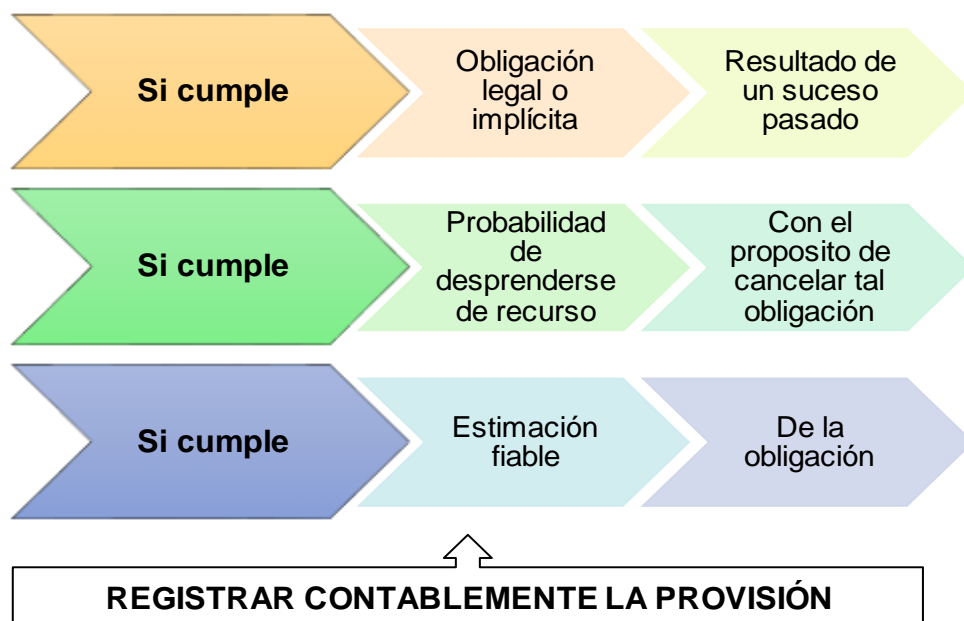 Si cumple
Obligación
legal o
implícita
Resultado de
un suceso
pasado
Si cumple
Probabilidad
de
desprenderse
de recurso
Con el
proposito de
cancelar tal
obligación
Si cumple
Estimación
fiable
De la
obligación
REGISTRAR CONTABLEMENTE LA PROVISIÓN